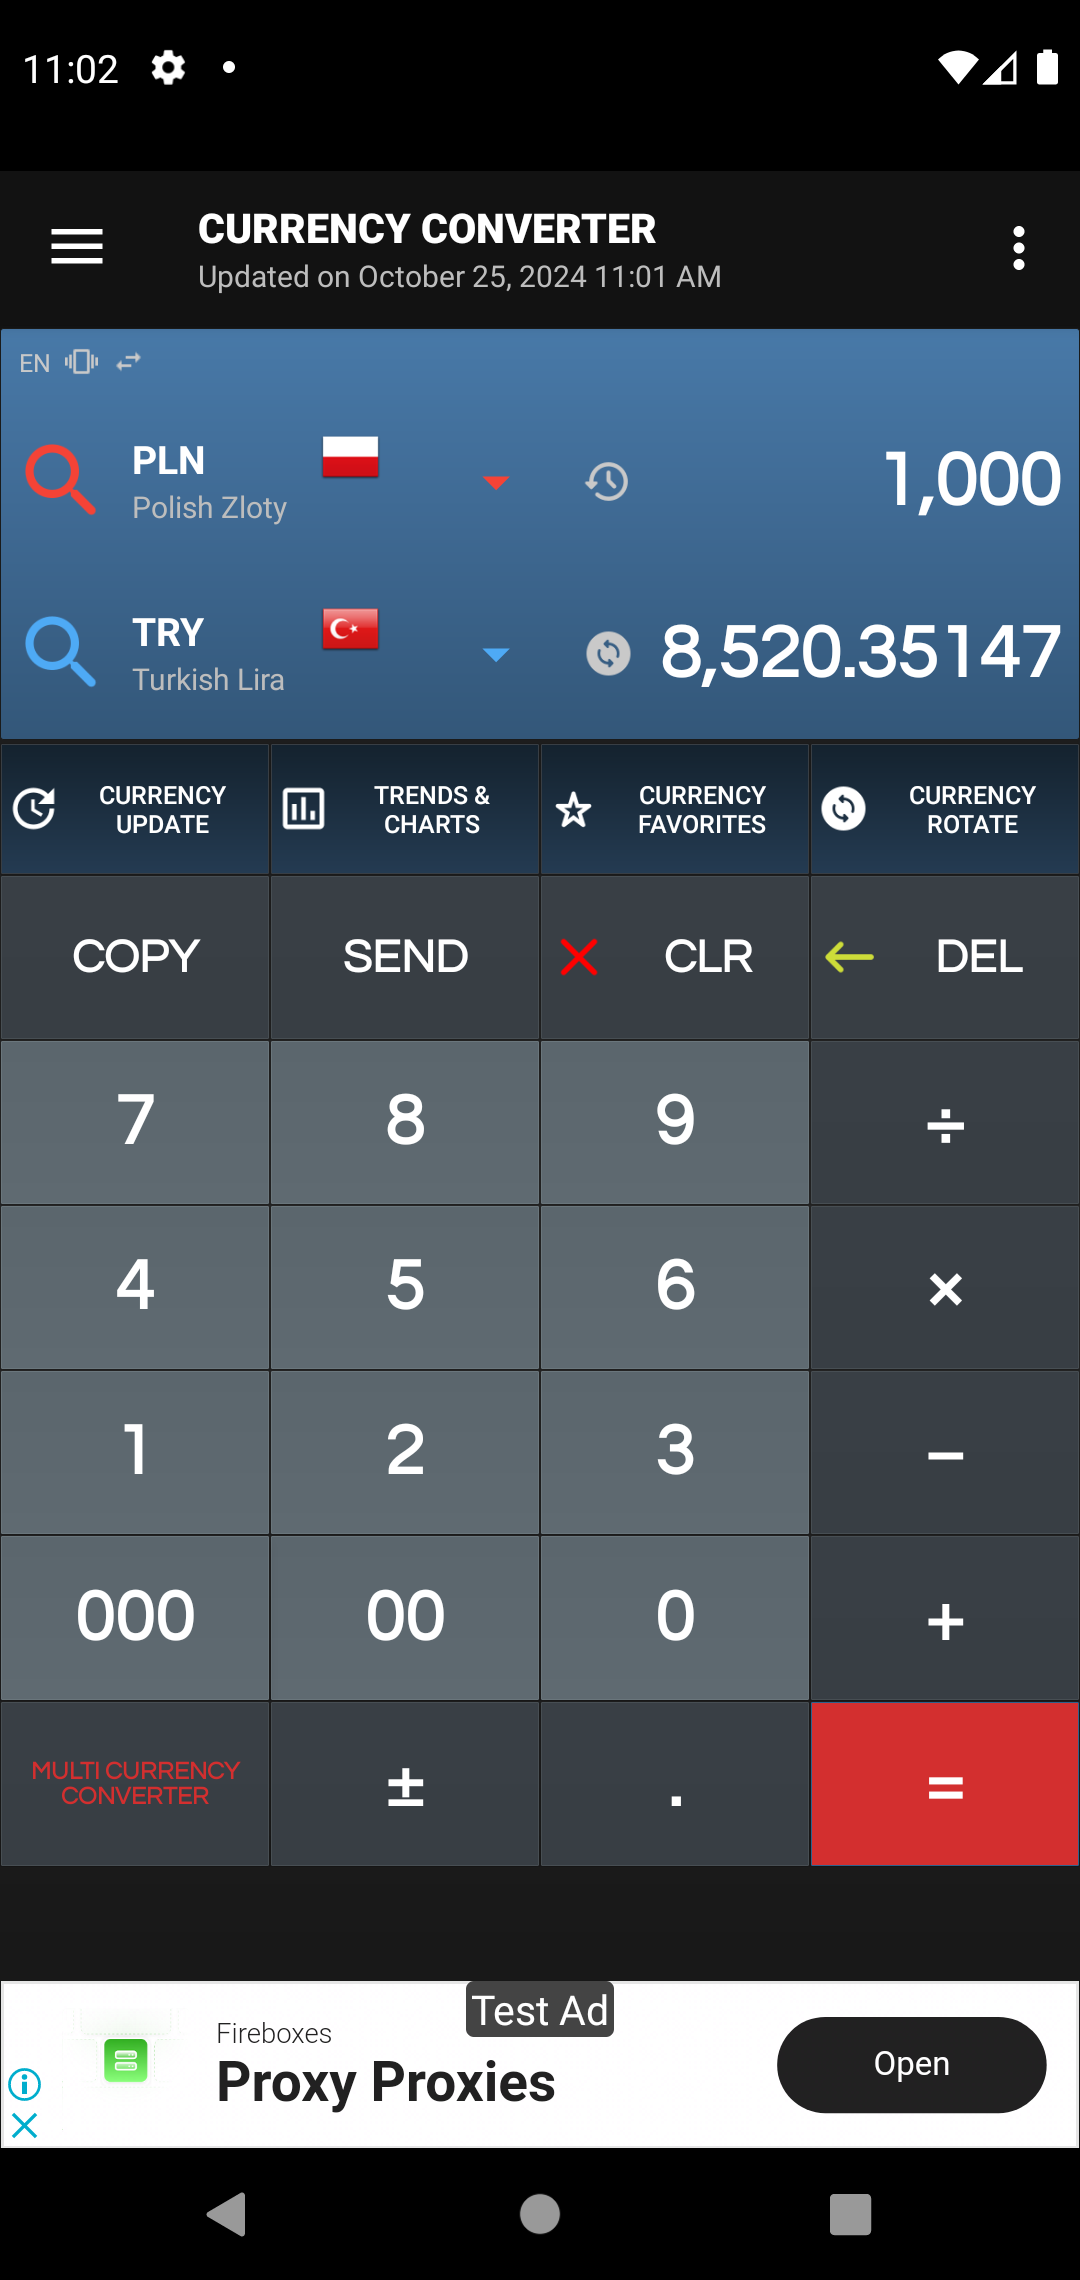 11:02
CURRENCY CONVERTER
Updated on October 25, 2024 11:01 AM
EN
PLN
Polish Zloty
1,000
TRY
Turkish Lira
8,520.35147
CURRENCY
UPDATE
TRENDS &
CHARTS
CURRENCY
FAVORITES
CURRENCY
ROTATE
COPY
SEND
CLR
DEL
7
8
9
÷
4
5
6
×
1
2
3
−
000
00
0
+
MULTI CURRENCY
CONVERTER
±
.
=
Test Ad
Fireboxes
Proxy Proxies
Open